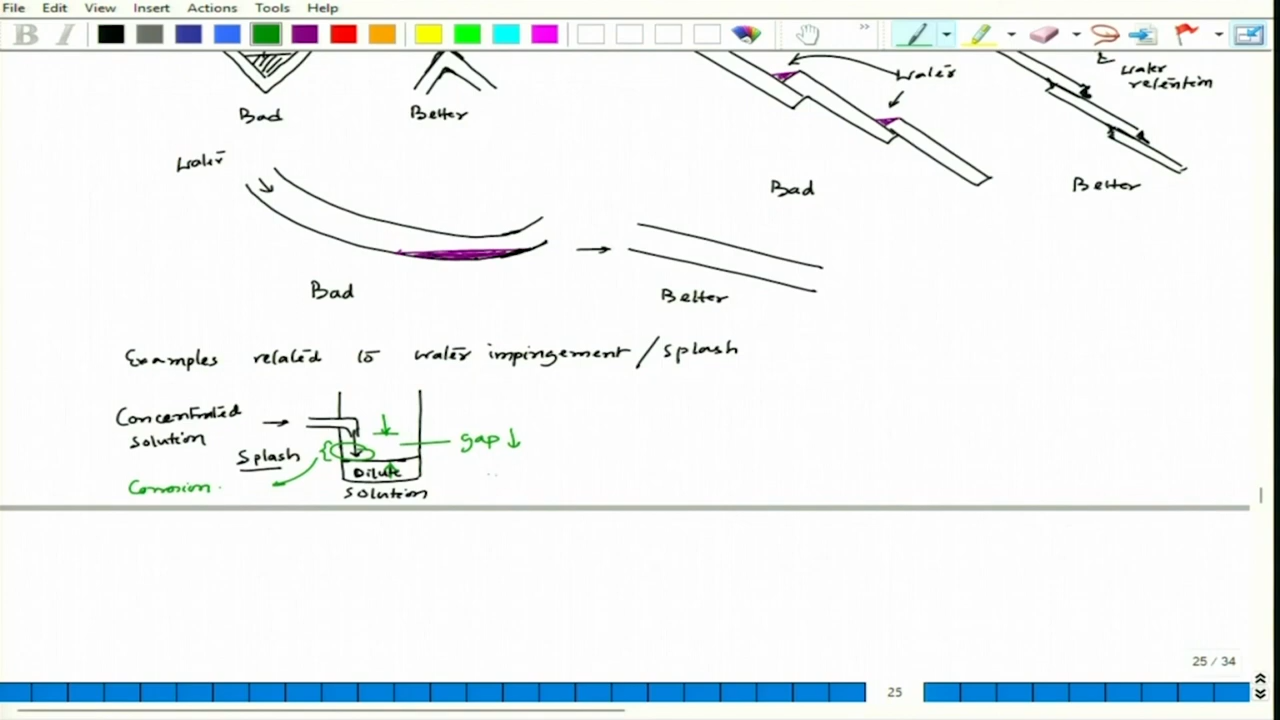 File Edit View Insert Actions Tools Help
B I
Bad
Better
water
water
retention
Bad
Better
water
Bad
Better
Examples related to water impingement / splash
Concentrated
solution
Splash
gap ↓
Corrosion.
Dilute
solution
25 / 34
25